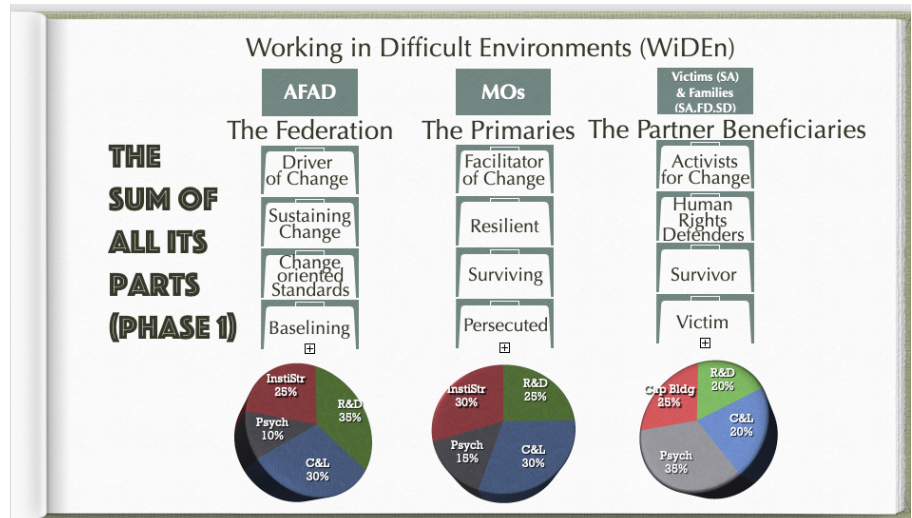 Working in Difficult Environments (WiDEn)
THE
SUM OF
ALL ITS
PARTS
(PHASE 1)
AFAD
The Federation
Driver
of Change
Sustaining
Change
Change
oriented
Standards
Baselining
InstiStr
25%
R&D
35%
Psych
10%
C&L
30%
MOs
The Primaries
Facilitator
of Change
Resilient
Surviving
Persecuted
InstiStr
30%
R&D
25%
Psych
15%
C&L
30%
Victims (SA)
& Families
(SA.FD.SD)
The Partner Beneficiaries
Activists
for Change
Human
Rights
Defenders
Survivor
Victim
Cap Bldg
25%
R&D
20%
C&L
20%
Psych
35%